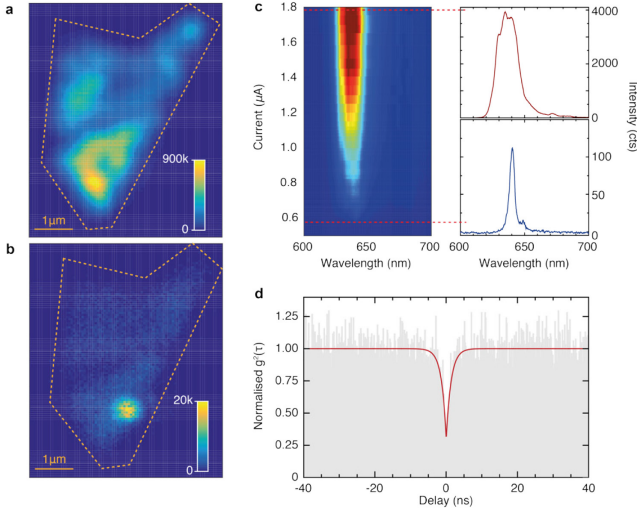 a
900k
0
1μm
b
20k
0
1μm
c
1.8
1.6
1.4
1.2
1.0
0.8
0.6
Current (μA)
600
650
700
Wavelength (nm)
4000
2000
0
100
50
0
Intensity (cts)
600
650
700
Wavelength (nm)
d
1.25
1.00
0.75
0.50
0.25
0
Normalised g²(τ)
-40
-20
0
20
40
Delay (ns)